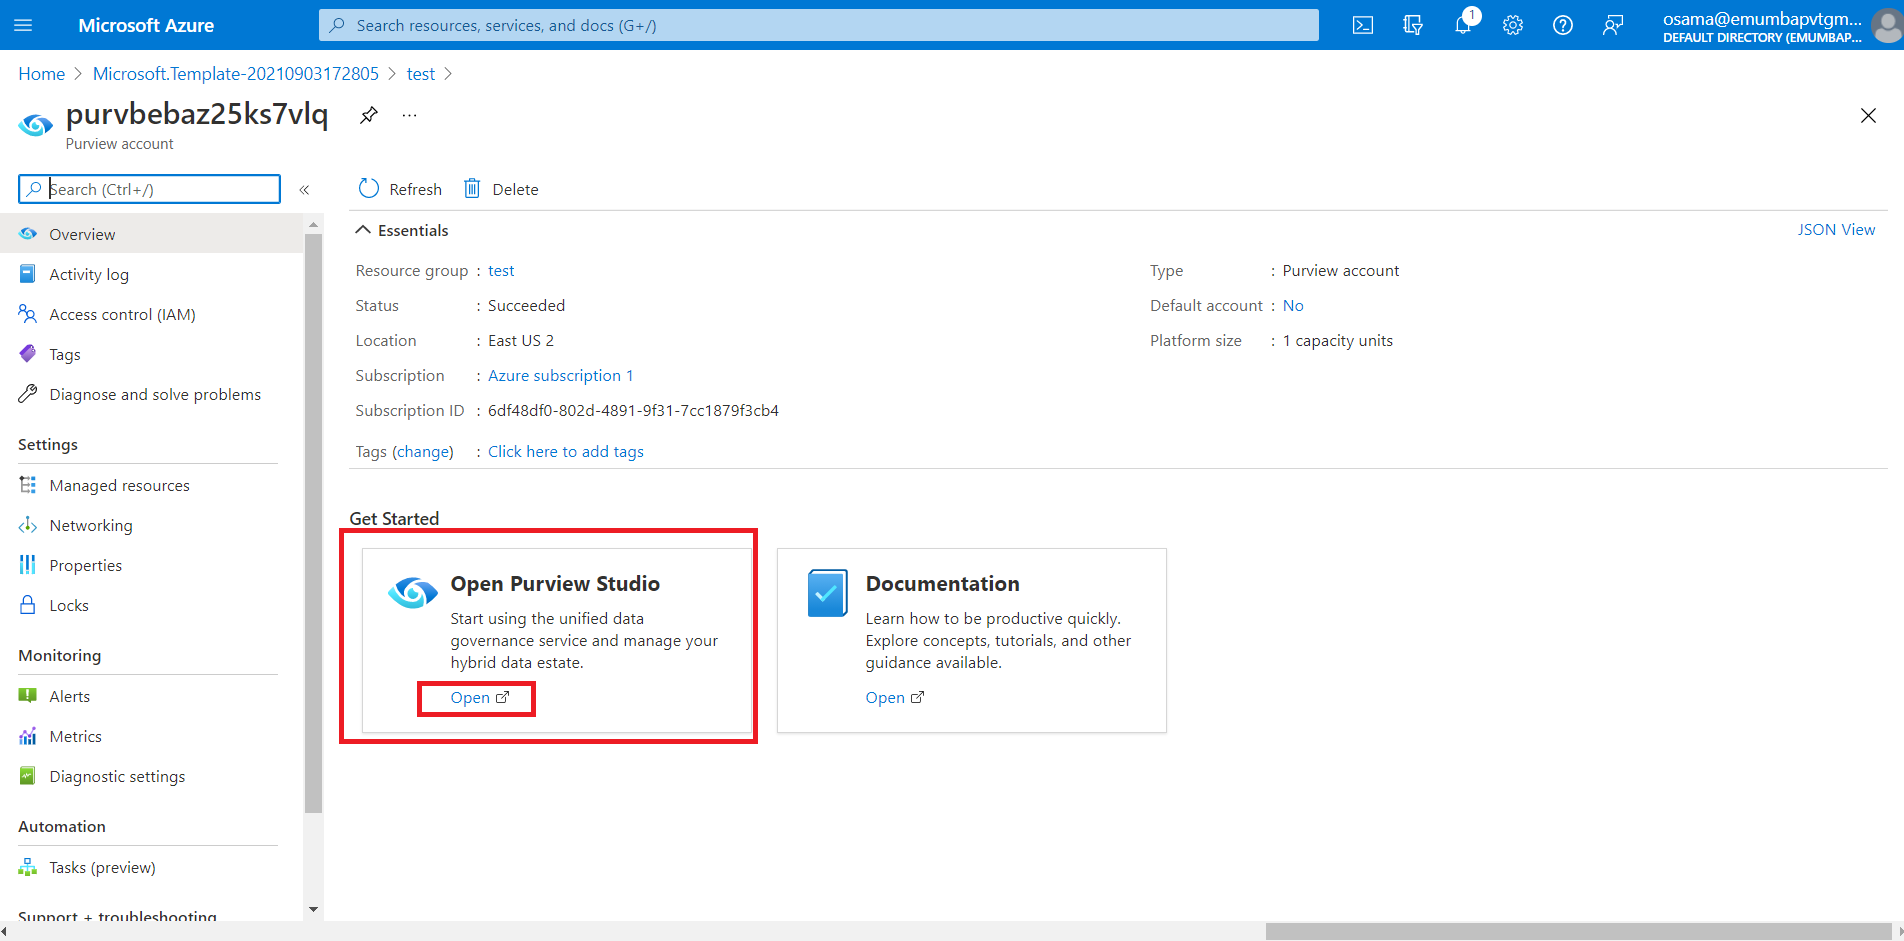 Microsoft Azure
Search resources, services, and docs (G+/)
1
osama@emumbapvtgm...
DEFAULT DIRECTORY (EMUMBAP...
Home > Microsoft.Template-20210903172805 > test >
purvbebaz25ks7vlq
...
Purview account
Search (Ctrl+/)
«
Refresh
Delete
Overview
Activity log
Access control (IAM)
Tags
Diagnose and solve problems
Settings
Managed resources
Networking
Properties
Locks
Monitoring
Alerts
Metrics
Diagnostic settings
Automation
Tasks (preview)
Support + troubleshooting
Essentials
JSON View
Resource group : test
Status : Succeeded
Location : East US 2
Subscription : Azure subscription 1
Subscription ID : 6df48df0-802d-4891-9f31-7cc1879f3cb4
Tags (change) : Click here to add tags
Type : Purview account
Default account : No
Platform size : 1 capacity units
Get Started
Open Purview Studio
Start using the unified data
governance service and manage your
hybrid data estate.
Open
Documentation
Learn how to be productive quickly.
Explore concepts, tutorials, and other
guidance available.
Open